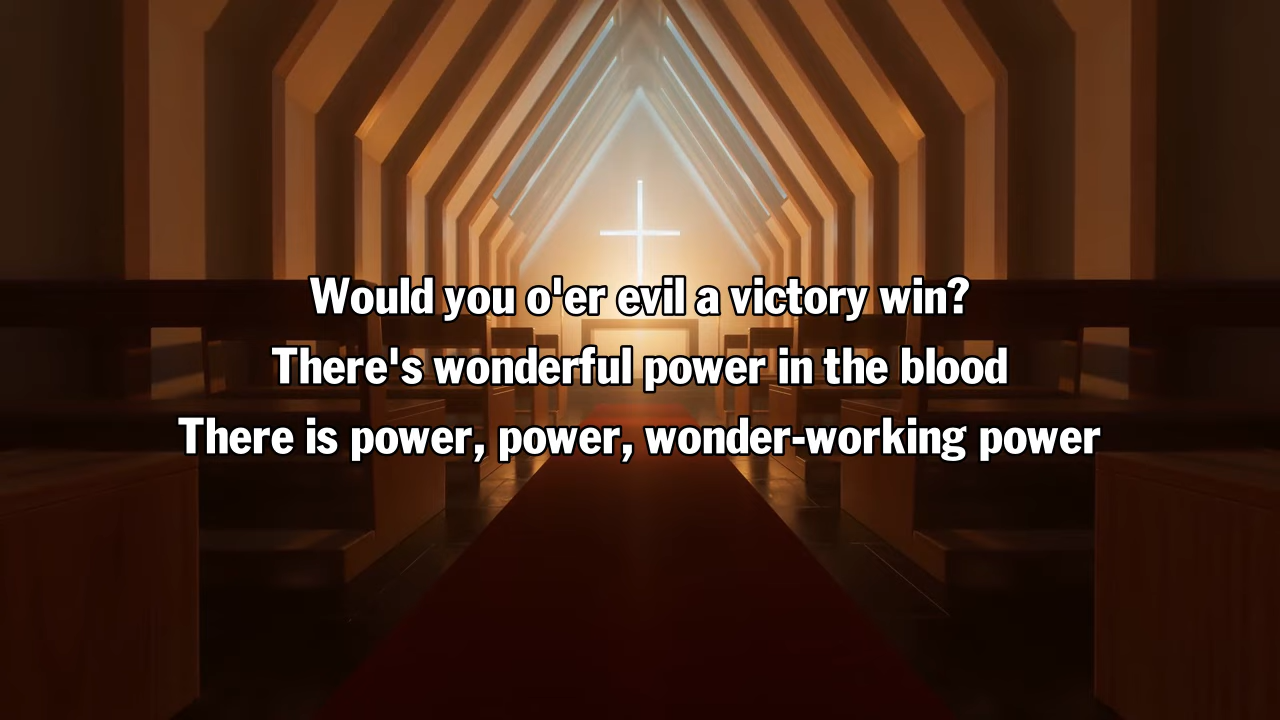 Would you o'er evil a victory win?
There's wonderful power in the blood
There is power, power, wonder-working power